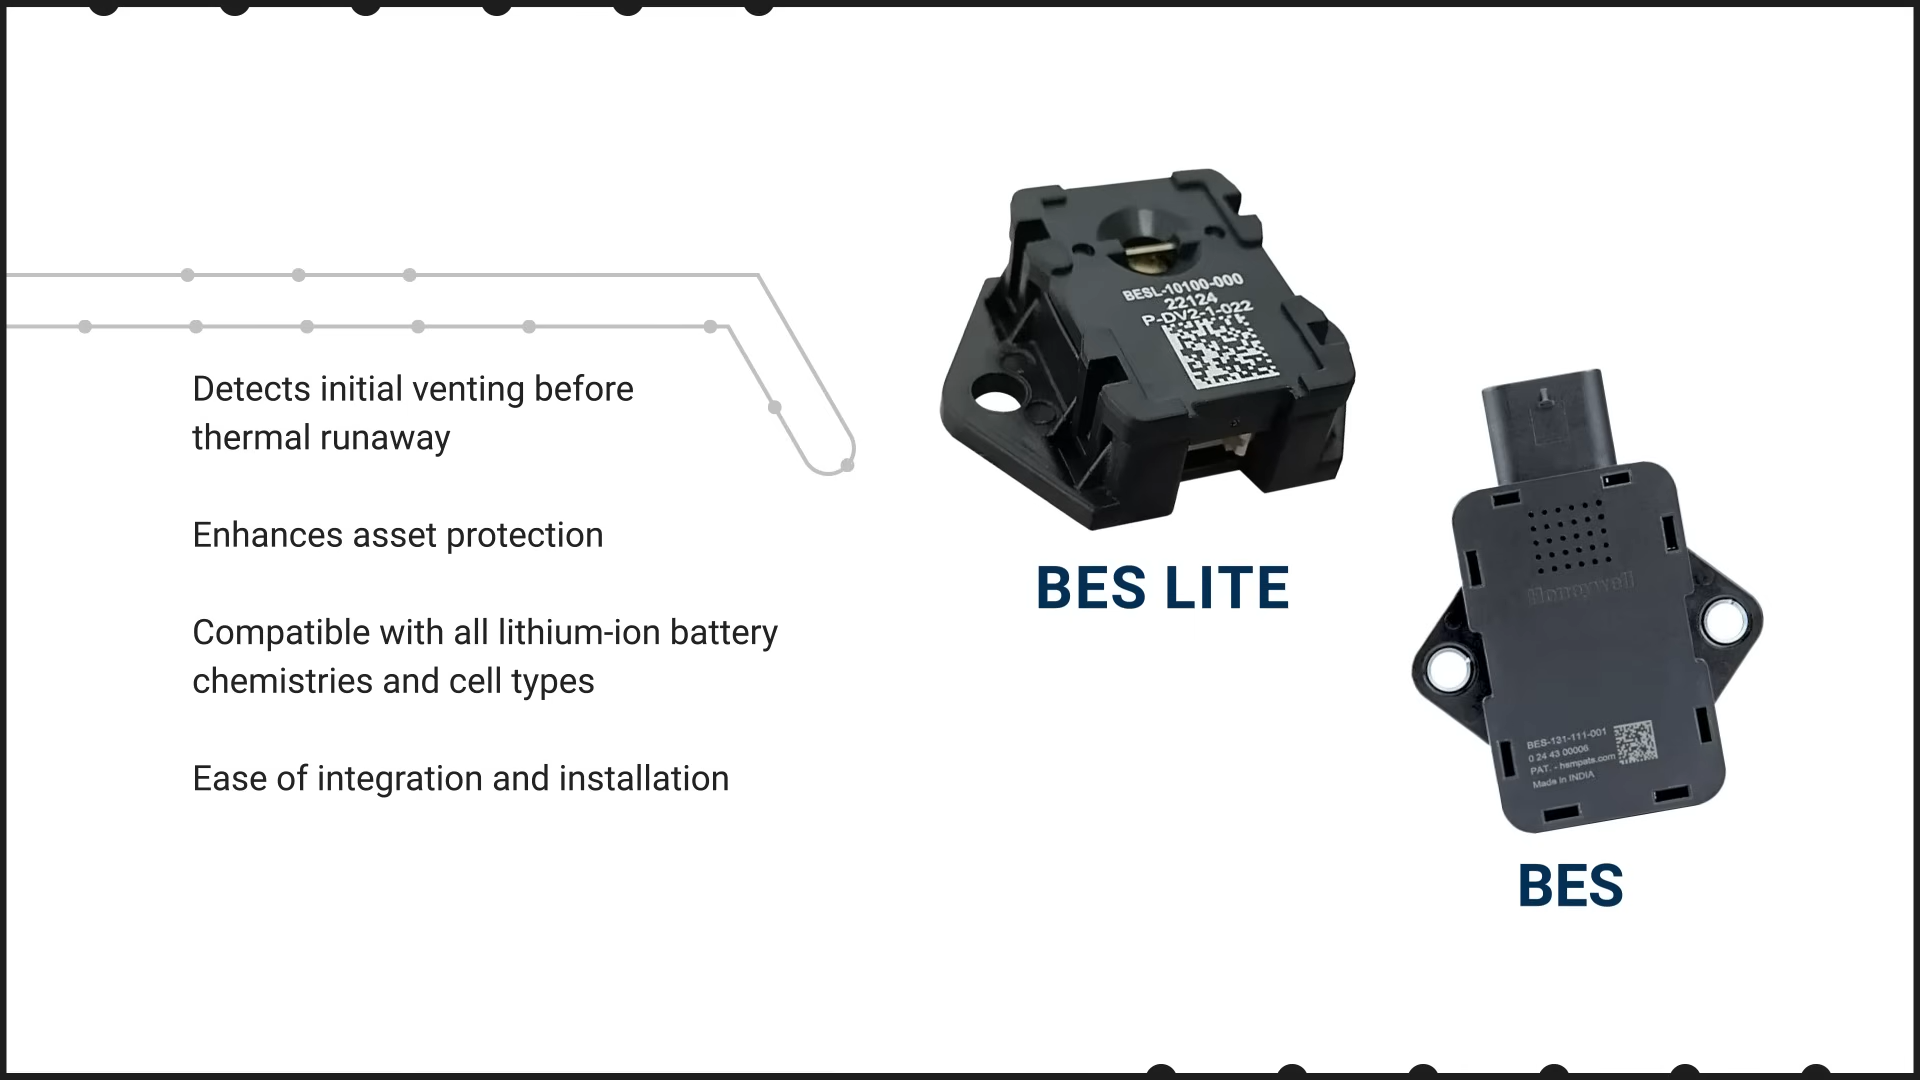 Detects initial venting before
thermal runaway
Enhances asset protection
Compatible with all lithium-ion battery
chemistries and cell types
Ease of integration and installation
BESL-10100-000
22124
P-DV2-1-022
BES LITE
Honeywell
BES-131-111-001
0 24 43 00006
PAT. - hsmpats.com
Made in INDIA
BES